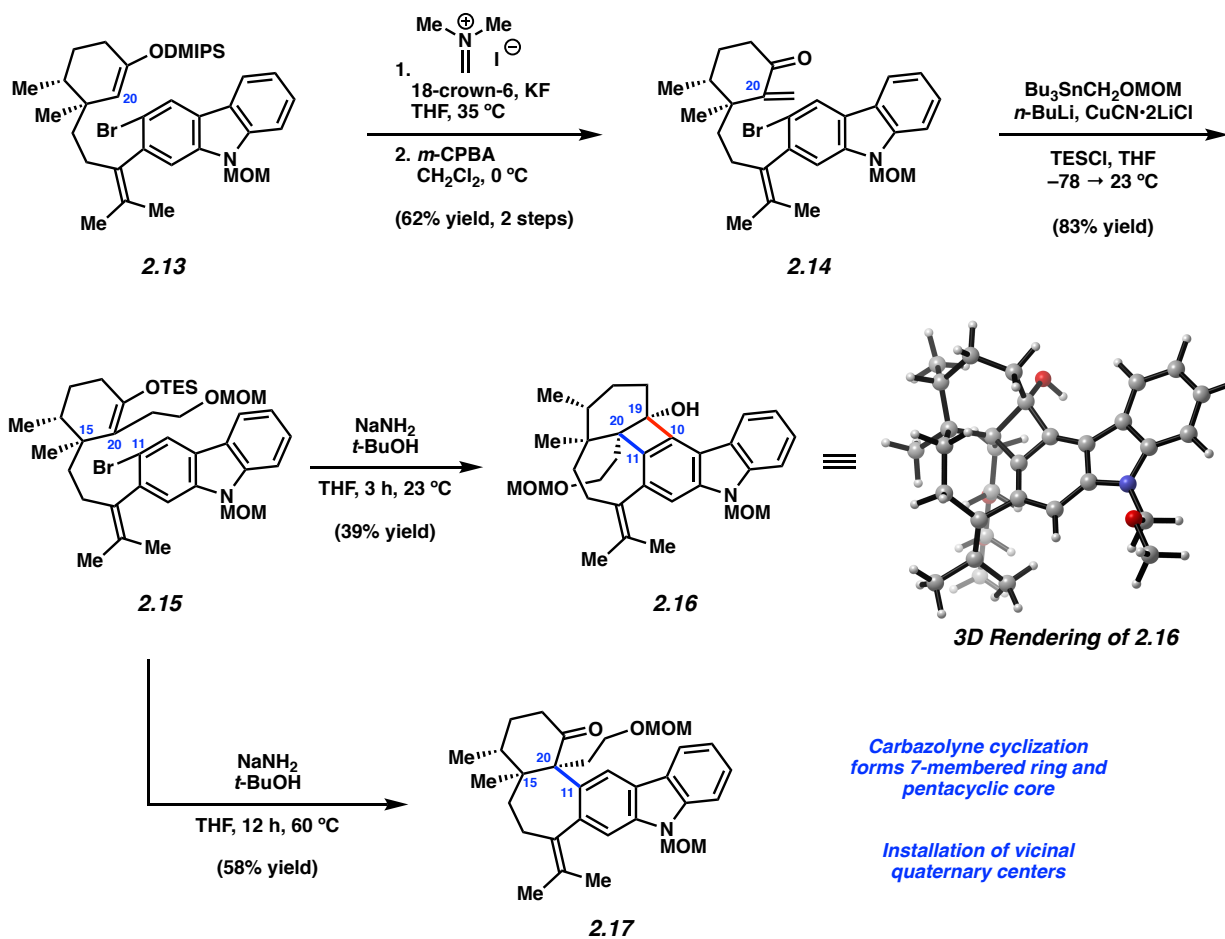 Me
Me
N
⊕
I
⊖
1.
18-crown-6, KF
THF, 35 ºC
2. m-CPBA
CH2Cl2, 0 ºC
(62% yield, 2 steps)
ODMIPS
Me
Me
20
Br
N
MOM
Me
Me
2.13
O
20
Me
Me
Br
N
MOM
Me
Me
2.14
Bu3SnCH2OMOM
n-BuLi, CuCN•2LiCl
TESCl, THF
–78 → 23 ºC
(83% yield)
OTES
OMOM
Me
15
Me
20
11
Br
N
MOM
Me
Me
2.15
NaNH2
t-BuOH
THF, 3 h, 23 ºC
(39% yield)
Me
19
OH
20
10
Me
11
MOMO
N
MOM
Me
Me
2.16
3D Rendering of 2.16
NaNH2
t-BuOH
THF, 12 h, 60 ºC
(58% yield)
O
OMOM
Me
20
Me
15
11
N
MOM
Me
Me
2.17
Carbazolyne cyclization
forms 7-membered ring and
pentacyclic core
Installation of vicinal
quaternary centers